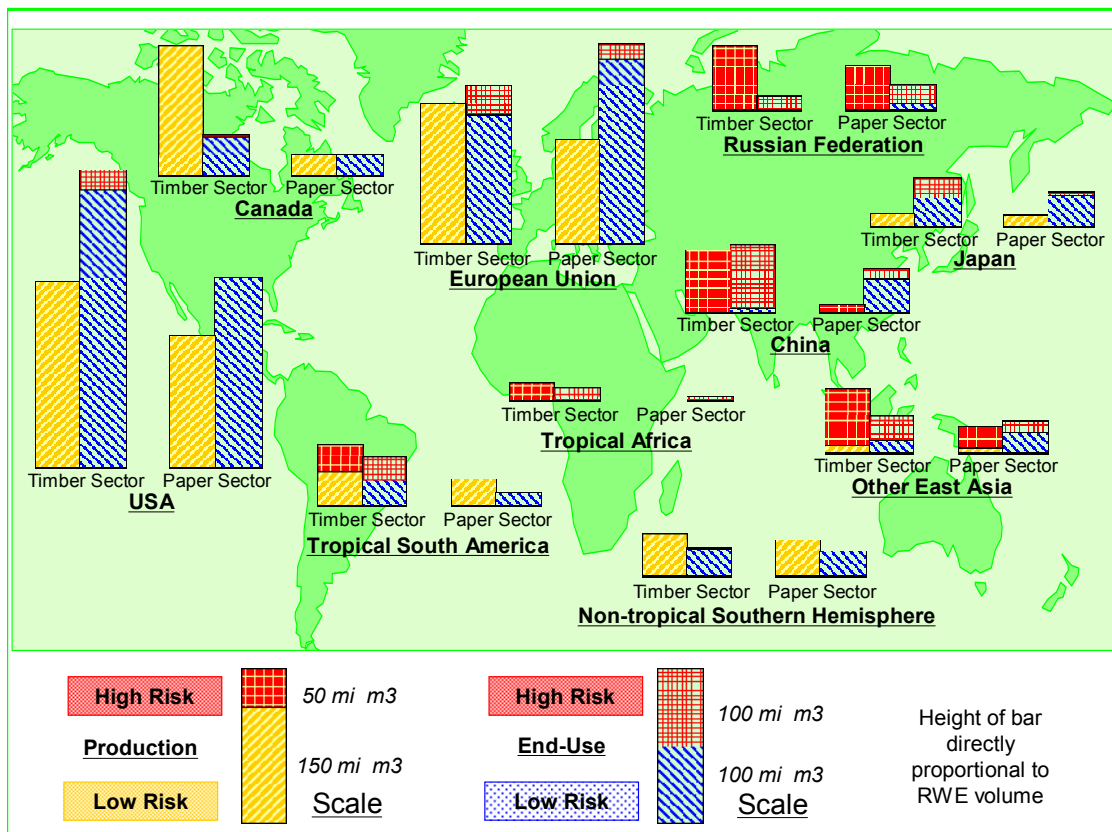 Timber Sector
Paper Sector
Russian Federation
Timber Sector
Paper Sector
Canada
Timber Sector
Paper Sector
European Union
Timber Sector
Paper Sector
Japan
Timber Sector
Paper Sector
China
Timber Sector
Paper Sector
Tropical Africa
Timber Sector
Paper Sector
USA
Timber Sector
Paper Sector
Other East Asia
Timber Sector
Paper Sector
Tropical South America
Timber Sector
Paper Sector
Non-tropical Southern Hemisphere
High Risk
50 mi m3
Production
150 mi m3
Low Risk
Scale
High Risk
100 mi m3
End-Use
100 mi m3
Low Risk
Scale
Height of bar
directly
proportional to
RWE volume